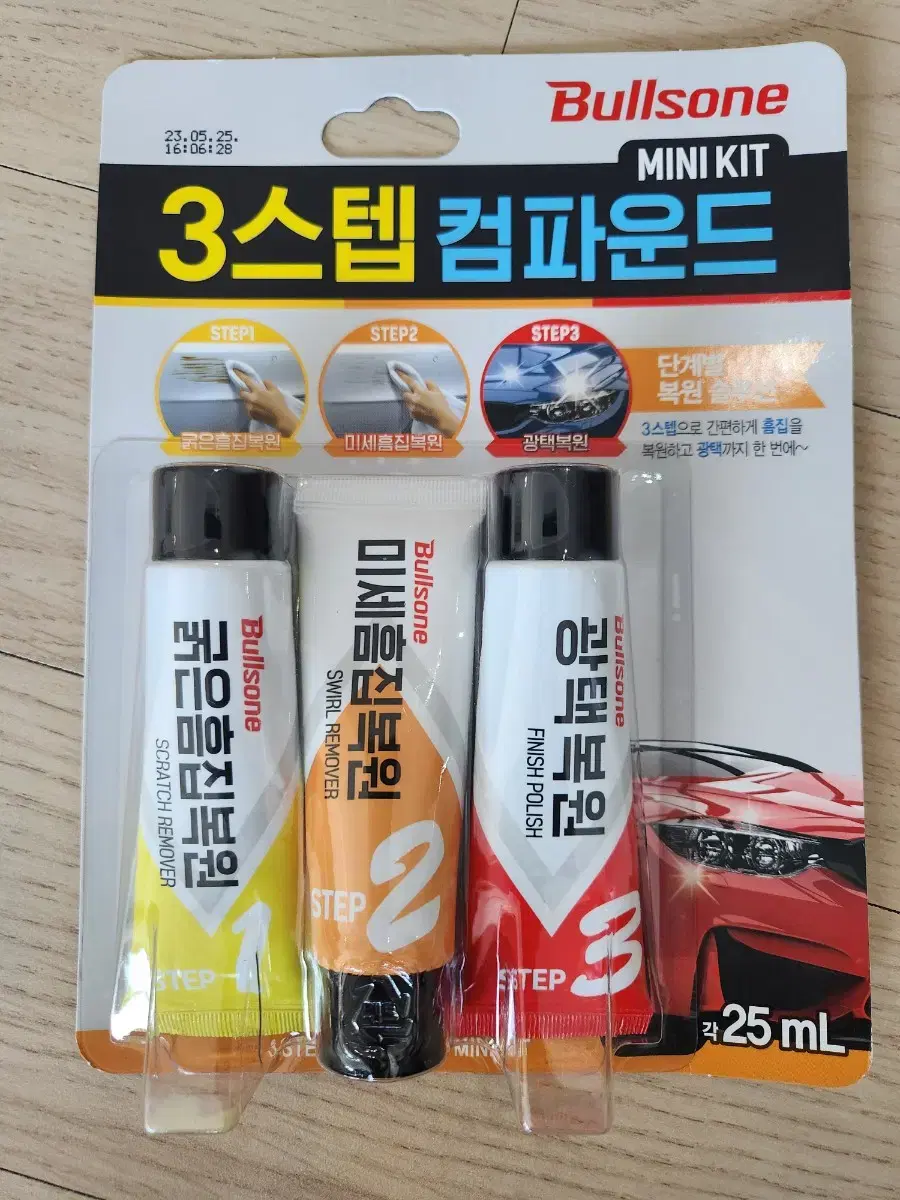 Bullsone
23.05.25.
16:06:28
MINI KIT
3스텝 컴파운드
STEP1
굵은흠집복원
STEP2
미세흠집복원
STEP3
광택복원
단계별
복원
3스텝으로 간편하게 흠집을
복원하고 광택까지 한 번에~
Bullsone
굵은흠집복원
SCRATCH REMOVER
STEP 1
Bullsone
미세흠집복원
SWIRL REMOVER
STEP 2
Bullsone
광택복원
FINISH POLISH
STEP 3
각 25 mL